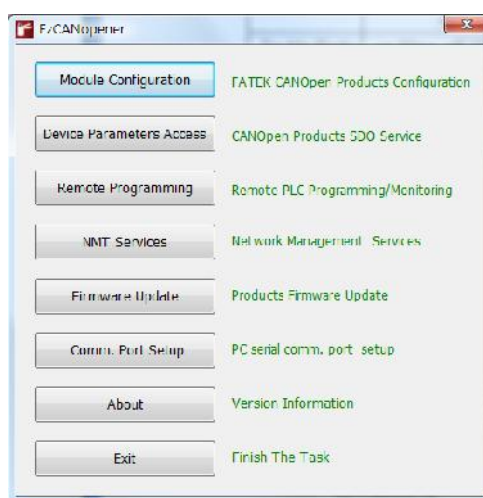 EzCANopener
Module Configuration FATEK CANOpen Products Configuration
Device Parameters Access CANOpen Products SDO Service
Remote Programming Remote PLC Programming/Monitoring
NMT Services Network Management Services
Firmware Update Products Firmware Update
Comm. Port Setup PC serial comm. port setup
About Version Information
Exit Finish The Task